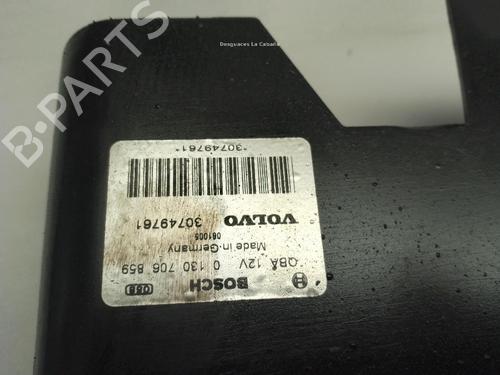 B-PARTS
Desguaces La Cabaña
BOSCH
QBA 12V 0 130 706 859
Made in Germany
061005
VOLVO 30749761
*30749761*